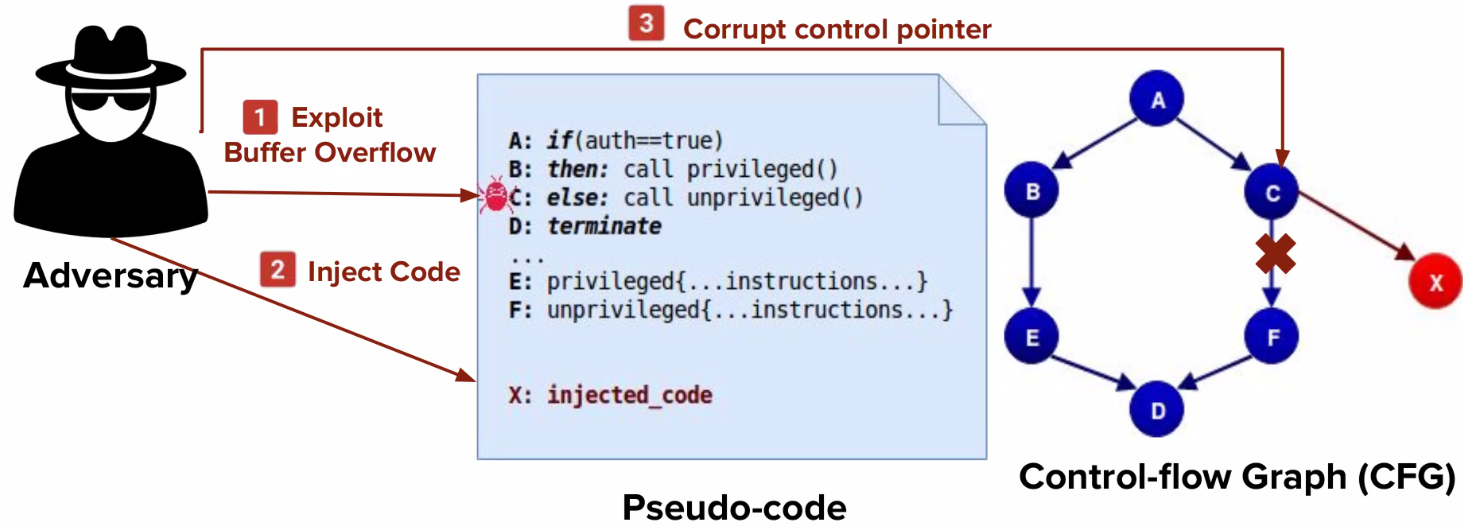 3 Corrupt control pointer
1 Exploit
Buffer Overflow
A: if(auth==true)
B: then: call privileged()
C: else: call unprivileged()
D: terminate
...
E: privileged{...instructions...}
F: unprivileged{...instructions...}
X: injected_code
2 Inject Code
Adversary
A
B
C
X
E
F
D
Control-flow Graph (CFG)
Pseudo-code